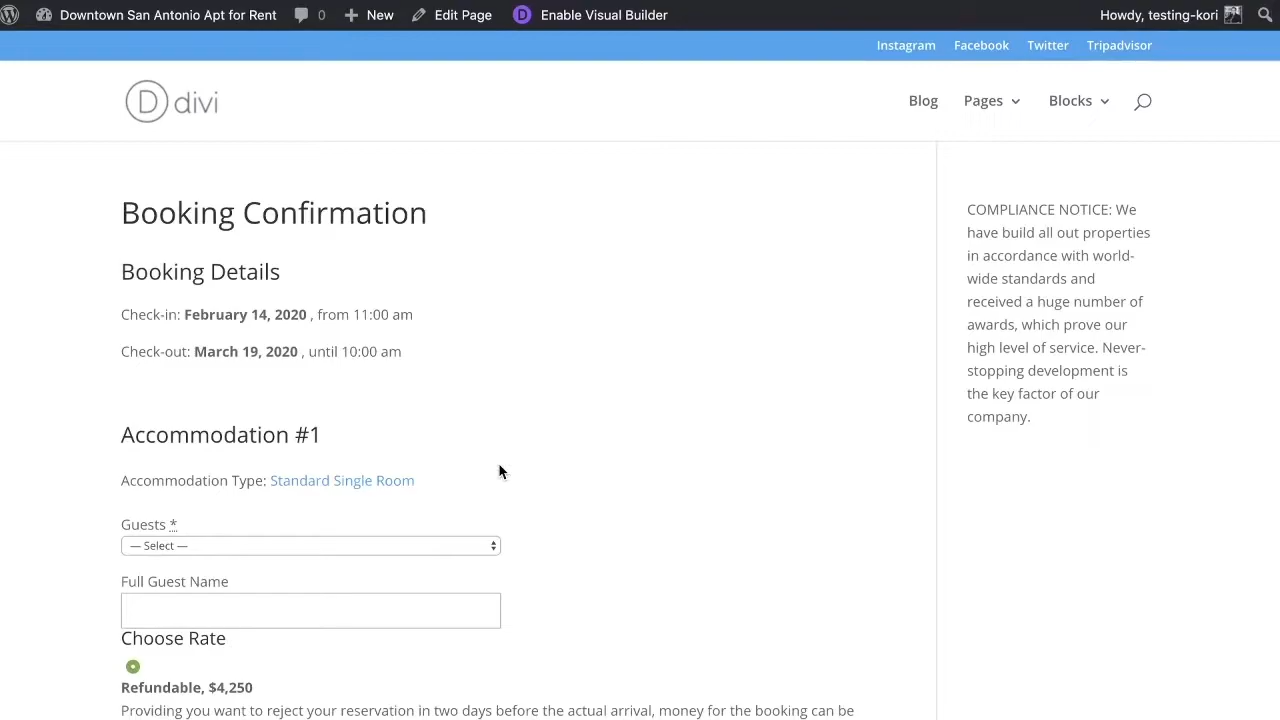 Downtown San Antonio Apt for Rent 0 New Edit Page D Enable Visual Builder Howdy, testing-kori
Instagram Facebook Twitter Tripadvisor
D divi Blog Pages Blocks
Booking Confirmation
Booking Details
Check-in: February 14, 2020 , from 11:00 am
Check-out: March 19, 2020 , until 10:00 am
Accommodation #1
Accommodation Type: Standard Single Room
Guests *
— Select —
Full Guest Name
Choose Rate
Refundable, $4,250
Providing you want to reject your reservation in two days before the actual arrival, money for the booking can be
COMPLIANCE NOTICE: We
have build all out properties
in accordance with world-
wide standards and
received a huge number of
awards, which prove our
high level of service. Never-
stopping development is
the key factor of our
company.